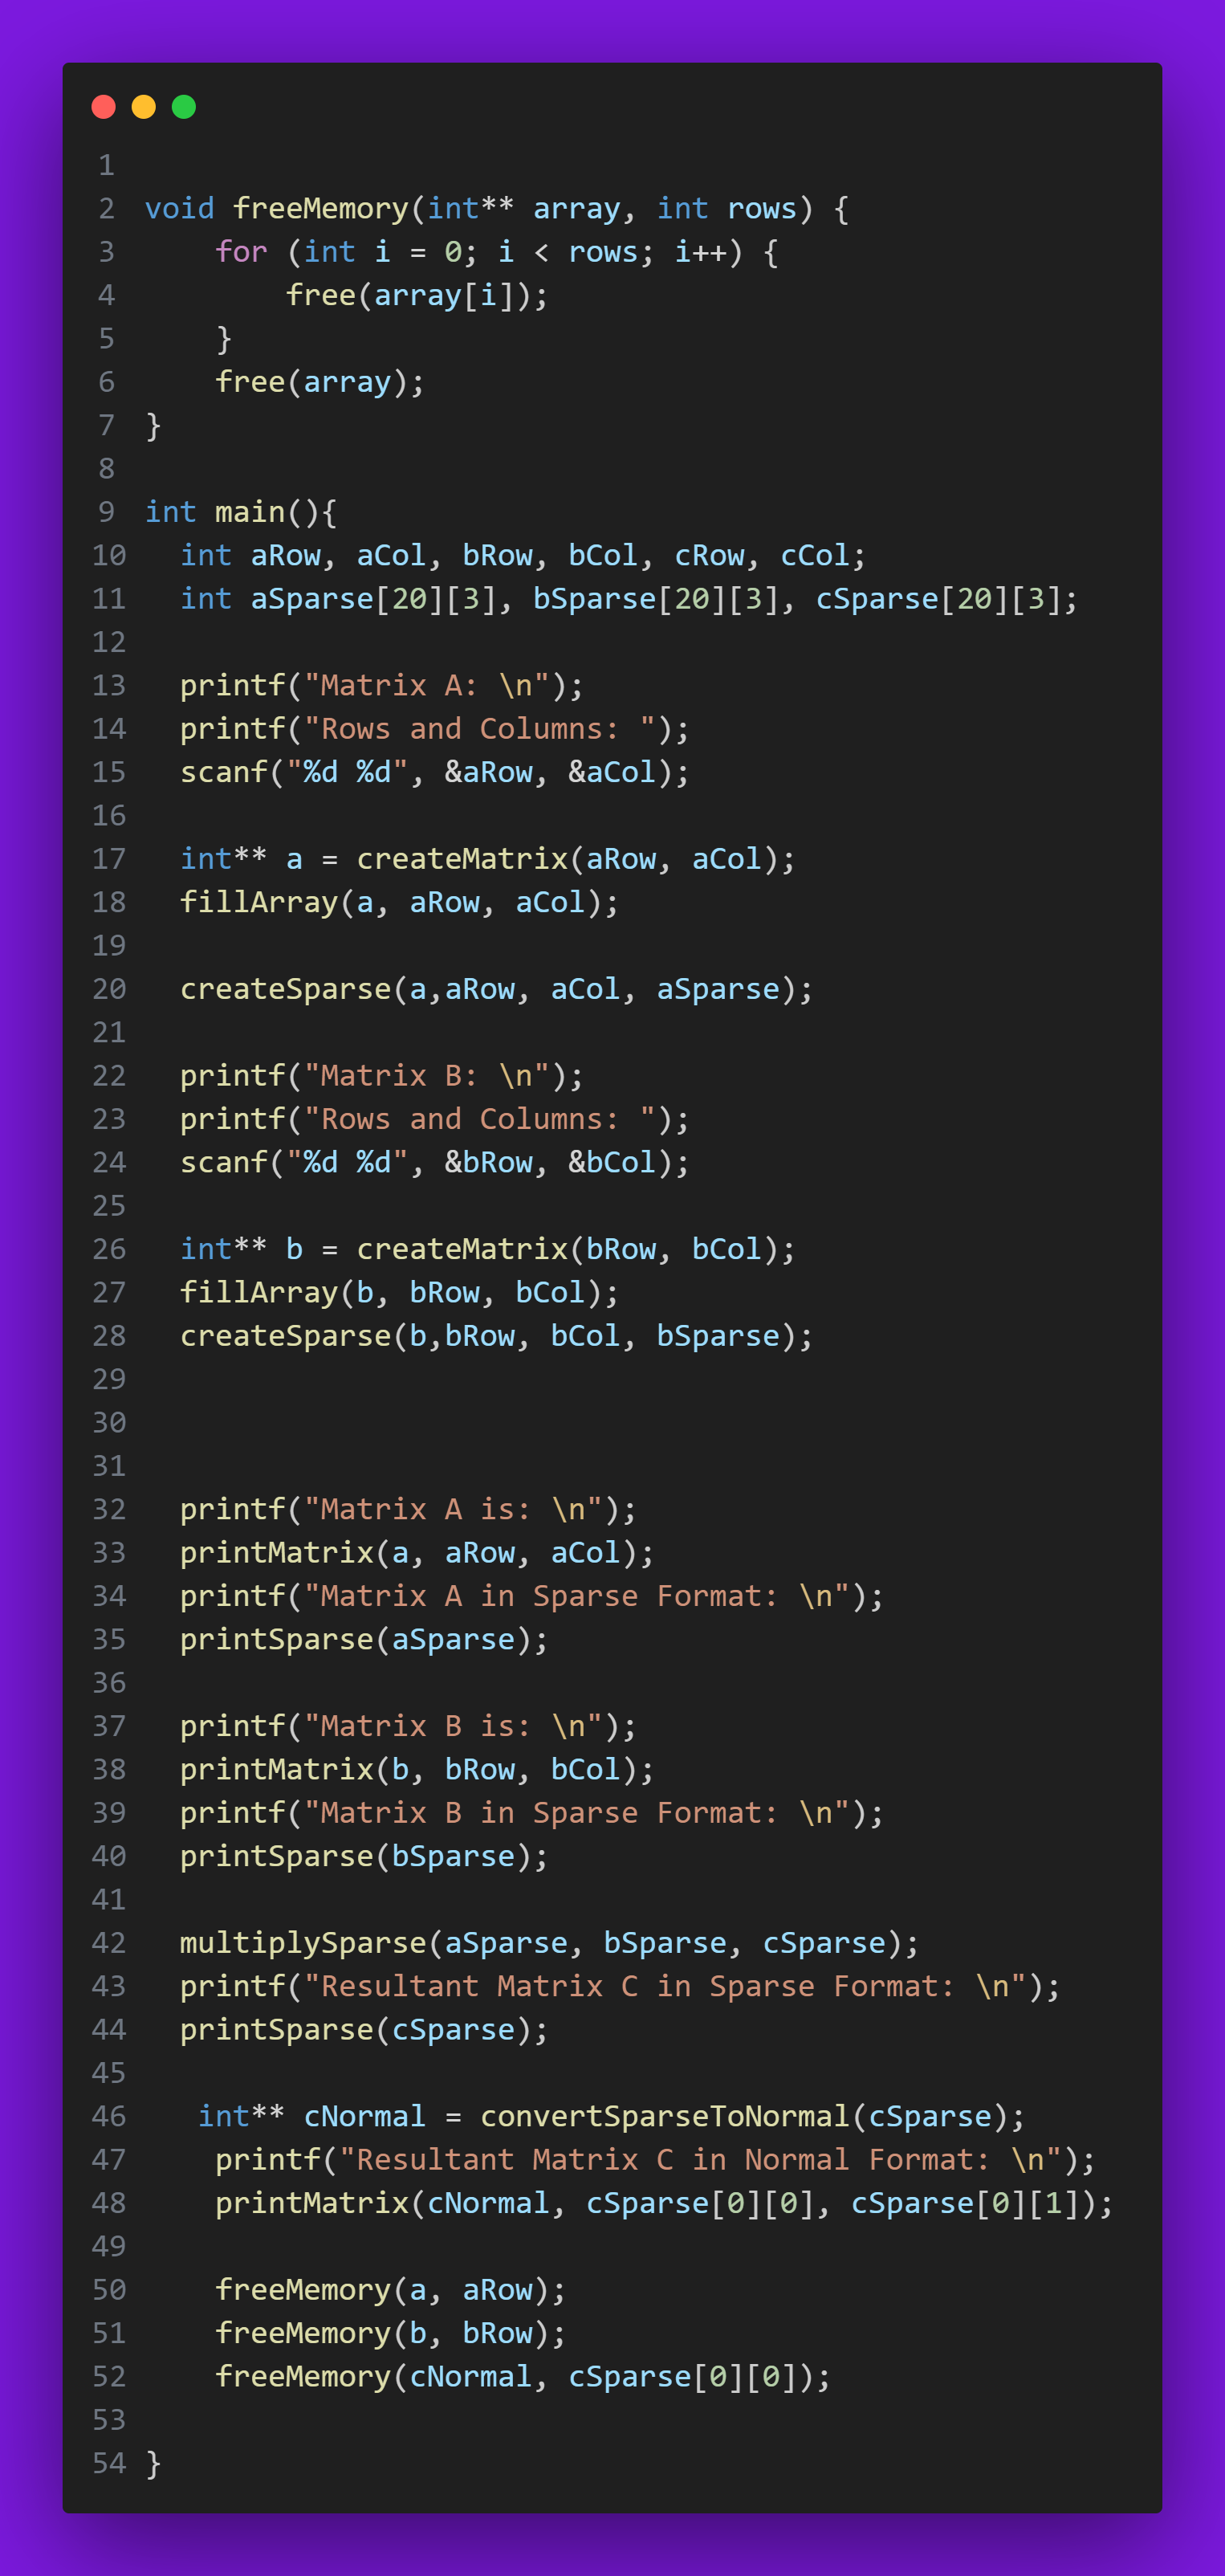 1
2 void freeMemory(int** array, int rows) {
3     for (int i = 0; i < rows; i++) {
4         free(array[i]);
5     }
6     free(array);
7 }
8
9 int main(){
10   int aRow, aCol, bRow, bCol, cRow, cCol;
11   int aSparse[20][3], bSparse[20][3], cSparse[20][3];
12
13   printf("Matrix A: \n");
14   printf("Rows and Columns: ");
15   scanf("%d %d", &aRow, &aCol);
16
17   int** a = createMatrix(aRow, aCol);
18   fillArray(a, aRow, aCol);
19
20   createSparse(a,aRow, aCol, aSparse);
21
22   printf("Matrix B: \n");
23   printf("Rows and Columns: ");
24   scanf("%d %d", &bRow, &bCol);
25
26   int** b = createMatrix(bRow, bCol);
27   fillArray(b, bRow, bCol);
28   createSparse(b,bRow, bCol, bSparse);
29
30
31
32   printf("Matrix A is: \n");
33   printMatrix(a, aRow, aCol);
34   printf("Matrix A in Sparse Format: \n");
35   printSparse(aSparse);
36
37   printf("Matrix B is: \n");
38   printMatrix(b, bRow, bCol);
39   printf("Matrix B in Sparse Format: \n");
40   printSparse(bSparse);
41
42   multiplySparse(aSparse, bSparse, cSparse);
43   printf("Resultant Matrix C in Sparse Format: \n");
44   printSparse(cSparse);
45
46    int** cNormal = convertSparseToNormal(cSparse);
47     printf("Resultant Matrix C in Normal Format: \n");
48     printMatrix(cNormal, cSparse[0][0], cSparse[0][1]);
49
50     freeMemory(a, aRow);
51     freeMemory(b, bRow);
52     freeMemory(cNormal, cSparse[0][0]);
53
54 }